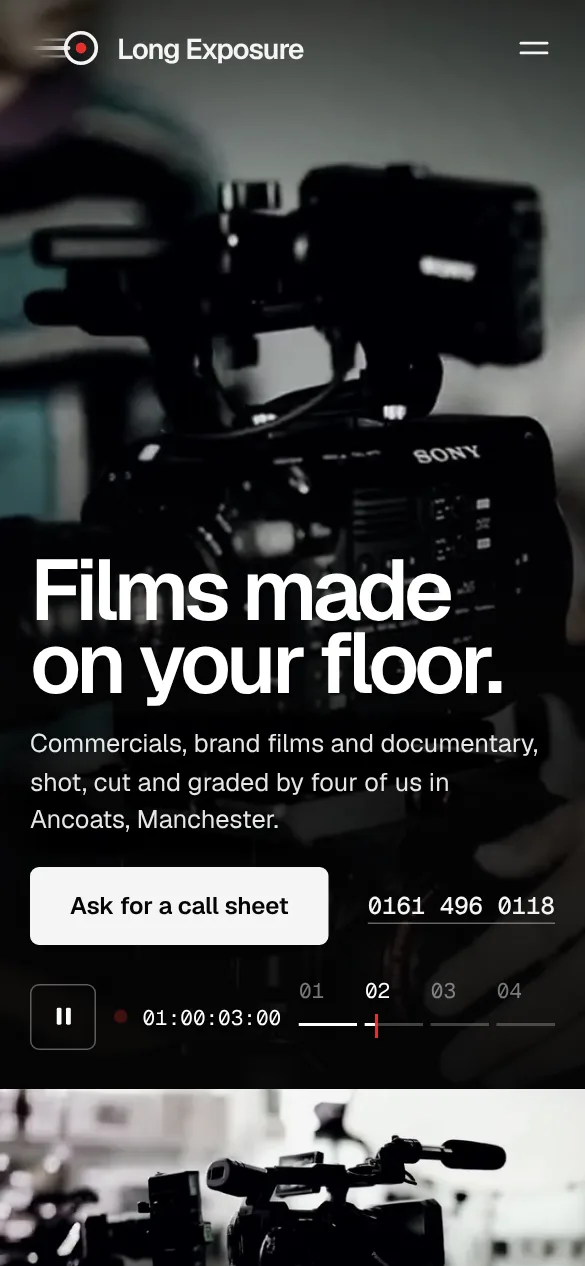 Long Exposure
SONY
SONY
Films made
on your floor.
Commercials, brand films and documentary,
shot, cut and graded by four of us in
Ancoats, Manchester.
Ask for a call sheet
0161 496 0118
01 02 03 04
01:00:03:00